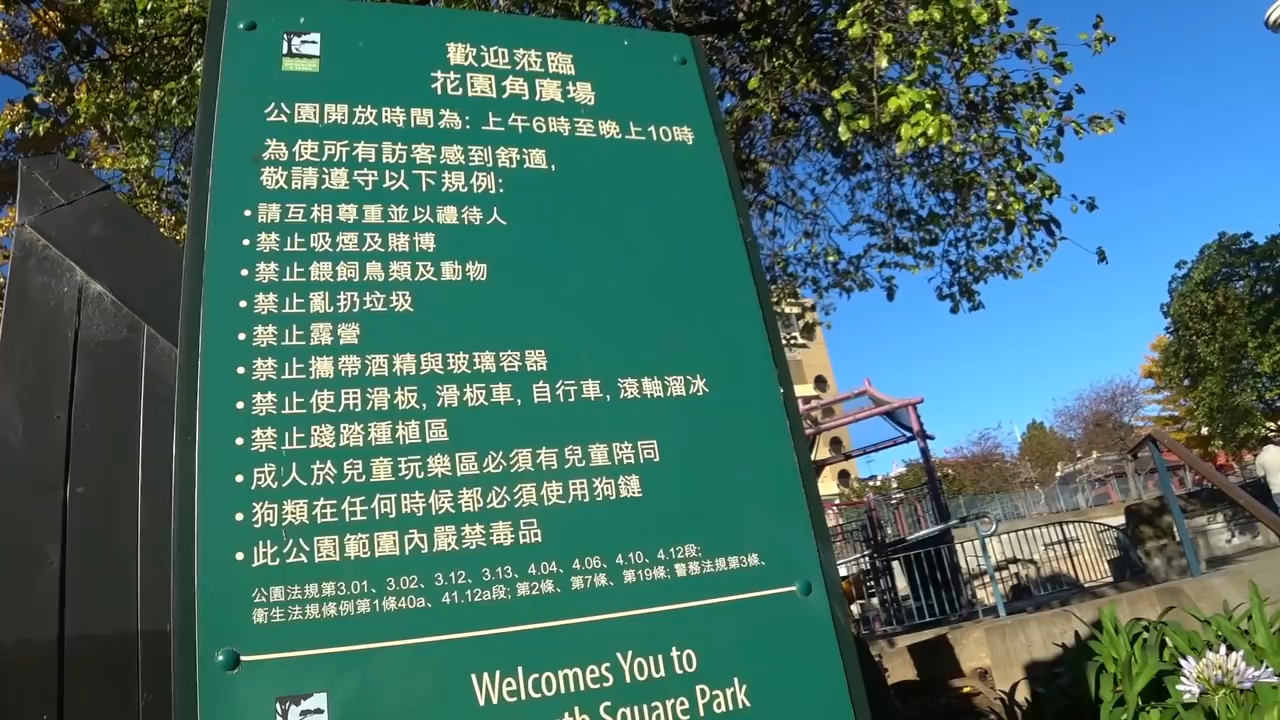 歡迎蒞臨
花園角廣場
公園開放時間為: 上午6時至晚上10時
為使所有訪客感到舒適,
敬請遵守以下規例:
• 請互相尊重並以禮待人
• 禁止吸煙及賭博
• 禁止餵飼鳥類及動物
• 禁止亂扔垃圾
• 禁止露營
• 禁止攜帶酒精與玻璃容器
• 禁止使用滑板, 滑板車, 自行車, 滾軸溜冰
• 禁止踐踏種植區
• 成人於兒童玩樂區必須有兒童陪同
• 狗類在任何時候都必須使用狗鏈
• 此公園範圍內嚴禁毒品
公園法規第3.01、3.02、3.12、3.13、4.04、4.06、4.10、4.12段;
衛生法規條例第1條40a、41.12a段; 第2條、第7條、第19條; 警務法規第3條、
Welcomes You to
Square Park